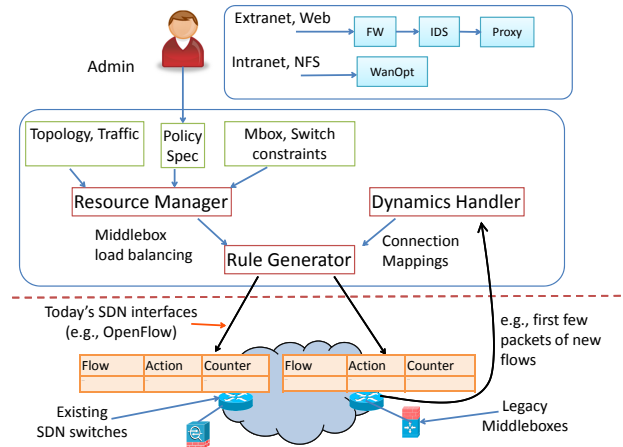 Extranet, Web
FW
IDS
Proxy
Intranet, NFS
WanOpt
Admin
Topology, Traffic
Policy
Spec
Mbox, Switch
constraints
Resource Manager
Dynamics Handler
Middlebox
load balancing
Connection
Mappings
Rule Generator
Today's SDN interfaces
(e.g., OpenFlow)
e.g., first few
packets of new
flows
Flow Action Counter
Flow Action Counter
Existing
SDN switches
Legacy
Middleboxes